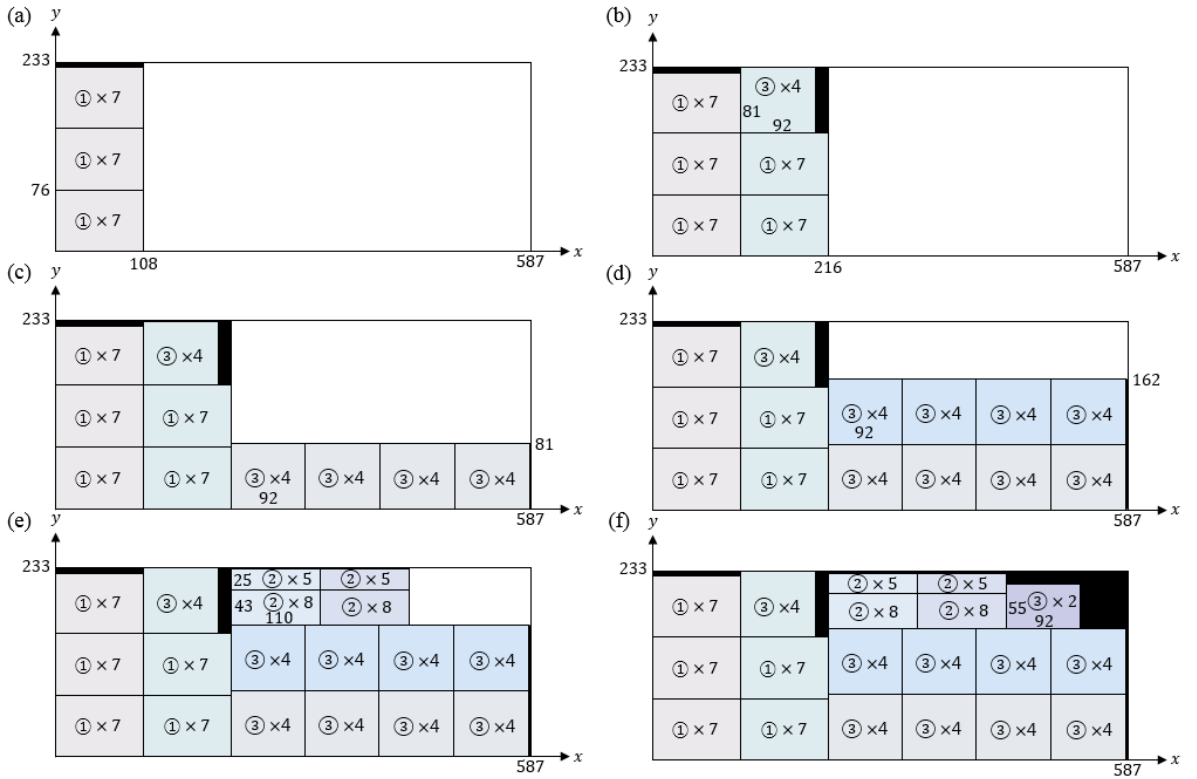 (a)
y
233
① × 7
① × 7
76
① × 7
108
587
x
(b)
y
233
① × 7
③ ×4
81
92
① × 7
① × 7
① × 7
① × 7
216
587
x
(c)
y
233
① × 7
③ ×4
① × 7
① × 7
81
① × 7
① × 7
③ ×4
92
③ ×4
③ ×4
③ ×4
587
x
(d)
y
233
① × 7
③ ×4
162
① × 7
① × 7
③ ×4
92
③ ×4
③ ×4
③ ×4
① × 7
① × 7
③ ×4
③ ×4
③ ×4
③ ×4
587
x
(e)
y
233
① × 7
③ ×4
25 ② × 5
② × 5
43 ② × 8
110
② × 8
① × 7
① × 7
③ ×4
③ ×4
③ ×4
③ ×4
① × 7
① × 7
③ ×4
③ ×4
③ ×4
③ ×4
587
x
(f)
y
233
① × 7
③ ×4
② × 5
② × 5
② × 8
② × 8
55 ③ × 2
92
① × 7
① × 7
③ ×4
③ ×4
③ ×4
③ ×4
① × 7
① × 7
③ ×4
③ ×4
③ ×4
③ ×4
587
x